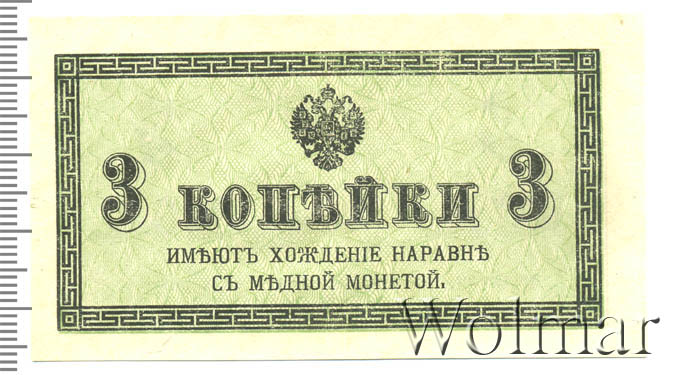 3 КОПѢЙКИ 3
ИМѢЮТЪ ХОЖДЕНІЕ НАРАВНѢ
СЪ МѢДНОЙ МОНЕТОЙ.
Wolmar